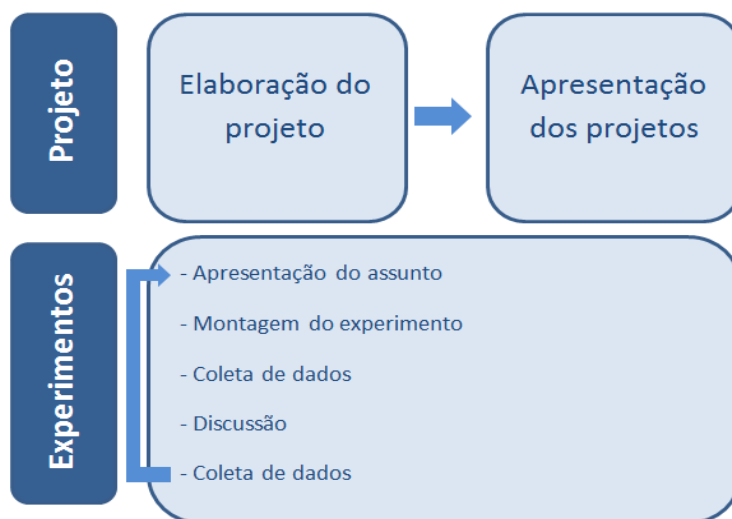 Projeto
Elaboração do
projeto
Apresentação
dos projetos
Experimentos
- Apresentação do assunto
- Montagem do experimento
- Coleta de dados
- Discussão
- Coleta de dados